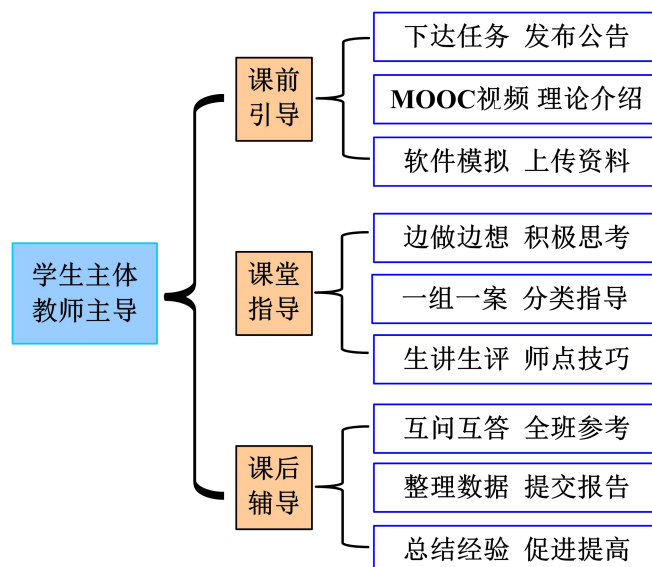 学生主体
教师主导
课前
引导
下达任务 发布公告
MOOC视频 理论介绍
软件模拟 上传资料
课堂
指导
边做边想 积极思考
一组一案 分类指导
生讲生评 师点技巧
课后
辅导
互问互答 全班参考
整理数据 提交报告
总结经验 促进提高